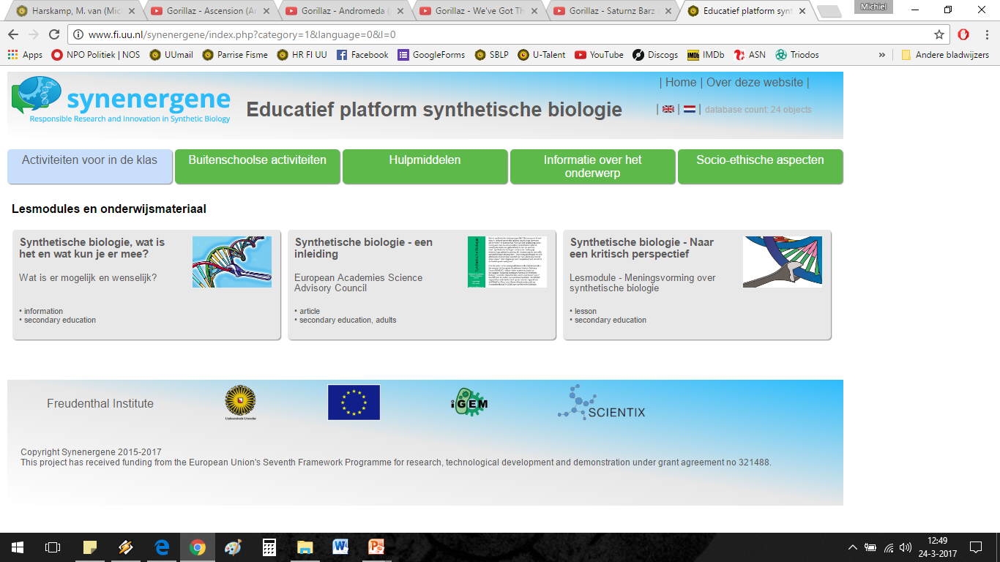 Harskamp, M. van (Mic
Gorillaz - Ascension (A
Gorillaz - Andromeda (
Gorillaz - We've Got Th
Gorillaz - Saturnz Barz
Educatief platform synt
Michiel
www.fi.uu.nl/synenergene/index.php?category=1&language=0&l=0
Apps
NPO Politiek | NOS
UUmail
Parrise Fisme
HR FI UU
Facebook
GoogleForms
SBLP
U-Talent
YouTube
Discogs
IMDb
ASN
Triodos
»
Andere bladwijzers
synenergene
Responsible Research and Innovation in Synthetic Biology
Educatief platform synthetische biologie
| Home | Over deze website |
| | | database count: 24 objects
Activiteiten voor in de klas
Buitenschoolse activiteiten
Hulpmiddelen
Informatie over het
onderwerp
Socio-ethische aspecten
Lesmodules en onderwijsmateriaal
Synthetische biologie, wat is
het en wat kun je er mee?
Wat is er mogelijk en wenselijk?
• information
• secondary education
Synthetische biologie - een
inleiding
European Academies Science
Advisory Council
• article
• secondary education, adults
Synthetische biologie - Naar
een kritisch perspectief
Lesmodule - Meningsvorming over
synthetische biologie
• lesson
• secondary education
Freudenthal Institute
Universiteit Utrecht
iGEM
SCIENTIX
Copyright Synenergene 2015-2017
This project has received funding from the European Union's Seventh Framework Programme for research, technological development and demonstration under grant agreement no 321488.
12:49
24-3-2017